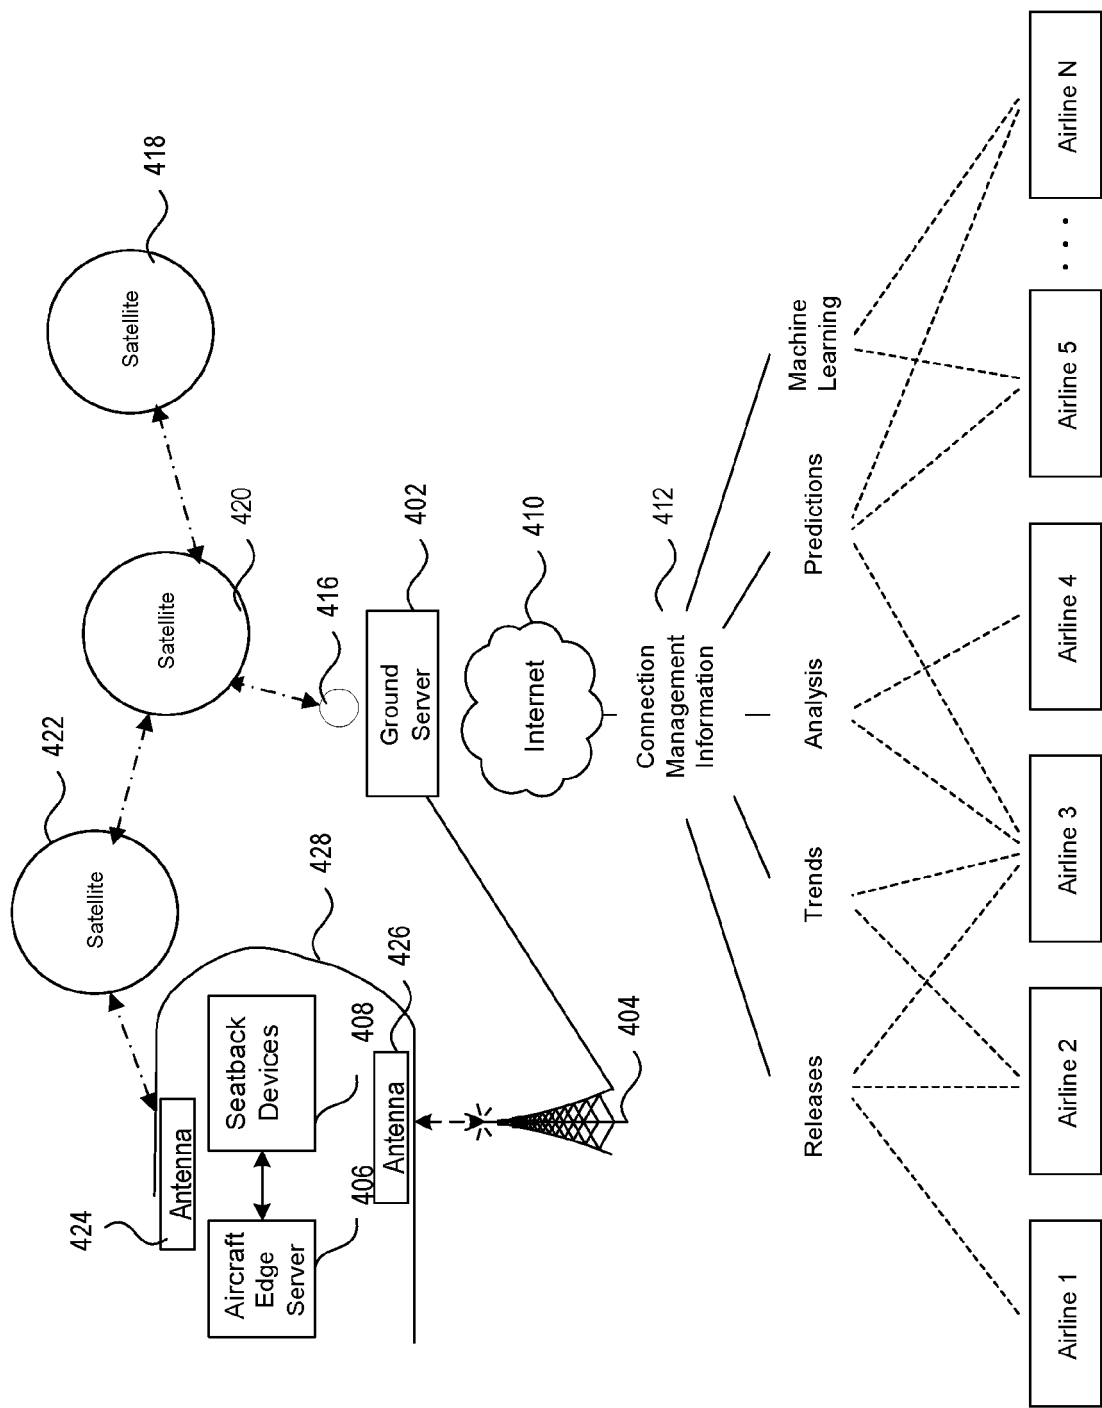 422
Satellite
Satellite
420
Satellite
418
424
Antenna
428
Aircraft
Edge
Server
406
Seatback
Devices
408
Antenna
426
404
416
Ground
Server
402
Internet
410
Connection
Management
Information
412
Releases
Trends
Analysis
Predictions
Machine
Learning
Airline 1
Airline 2
Airline 3
Airline 4
Airline 5
. . .
Airline N